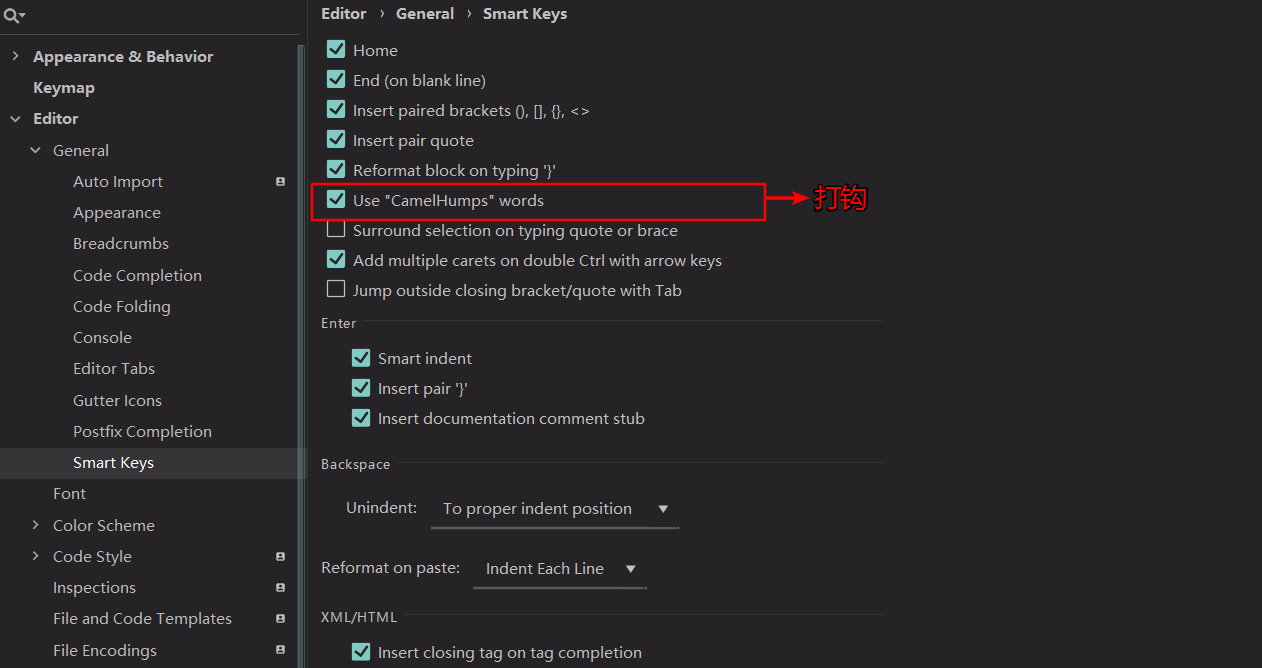 Appearance & Behavior
Keymap
Editor
General
Auto Import
Appearance
Breadcrumbs
Code Completion
Code Folding
Console
Editor Tabs
Gutter Icons
Postfix Completion
Smart Keys
Font
Color Scheme
Code Style
Inspections
File and Code Templates
File Encodings
Editor › General › Smart Keys
Home
End (on blank line)
Insert paired brackets (), [], {}, <>
Insert pair quote
Reformat block on typing '}'
Use "CamelHumps" words
打钩
Surround selection on typing quote or brace
Add multiple carets on double Ctrl with arrow keys
Jump outside closing bracket/quote with Tab
Enter
Smart indent
Insert pair '}'
Insert documentation comment stub
Backspace
Unindent: To proper indent position
Reformat on paste: Indent Each Line
XML/HTML
Insert closing tag on tag completion